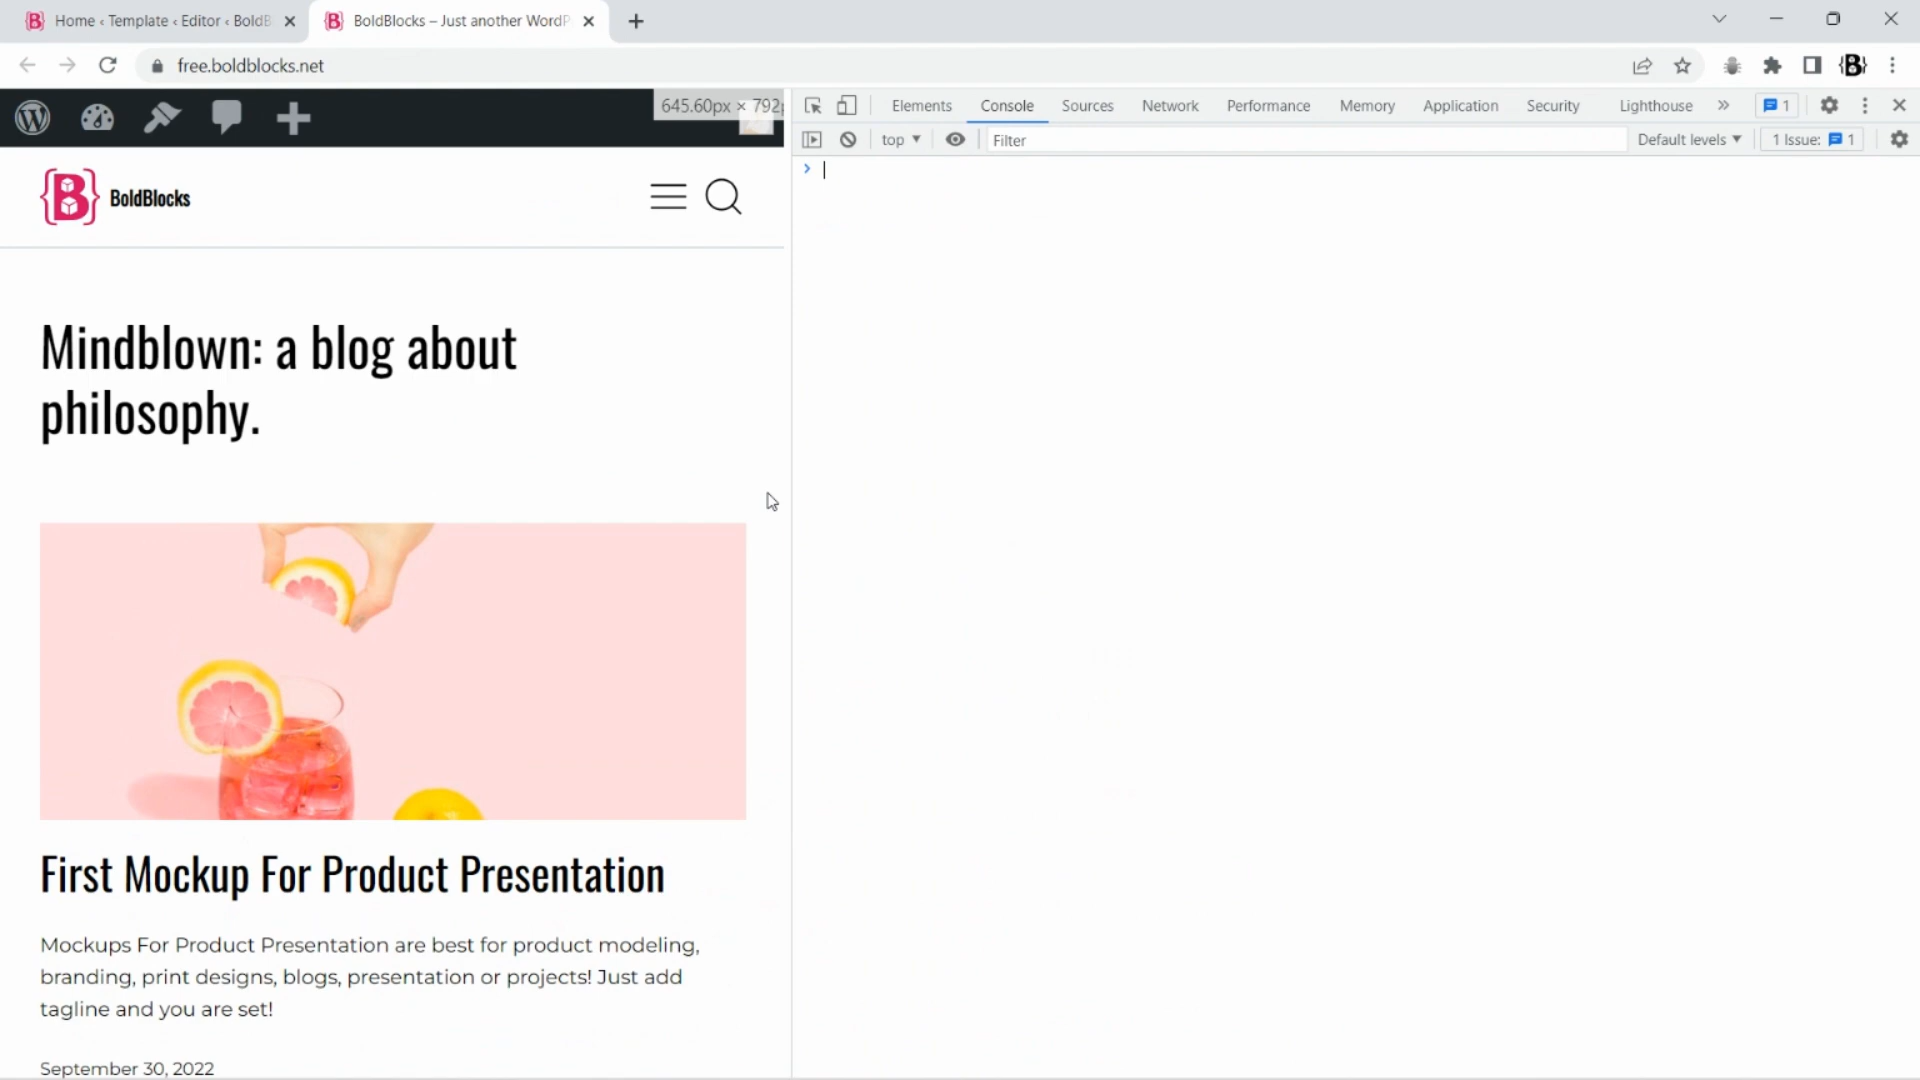 Home ‹ Template ‹ Editor ‹ BoldB
BoldBlocks – Just another WordP
free.boldblocks.net
{B}
645.60px × 792p
Elements Console Sources Network Performance Memory Application Security Lighthouse » 1
top Filter Default levels 1 Issue: 1
{B} BoldBlocks
Mindblown: a blog about
philosophy.
First Mockup For Product Presentation
Mockups For Product Presentation are best for product modeling,
branding, print designs, blogs, presentation or projects! Just add
tagline and you are set!
September 30, 2022